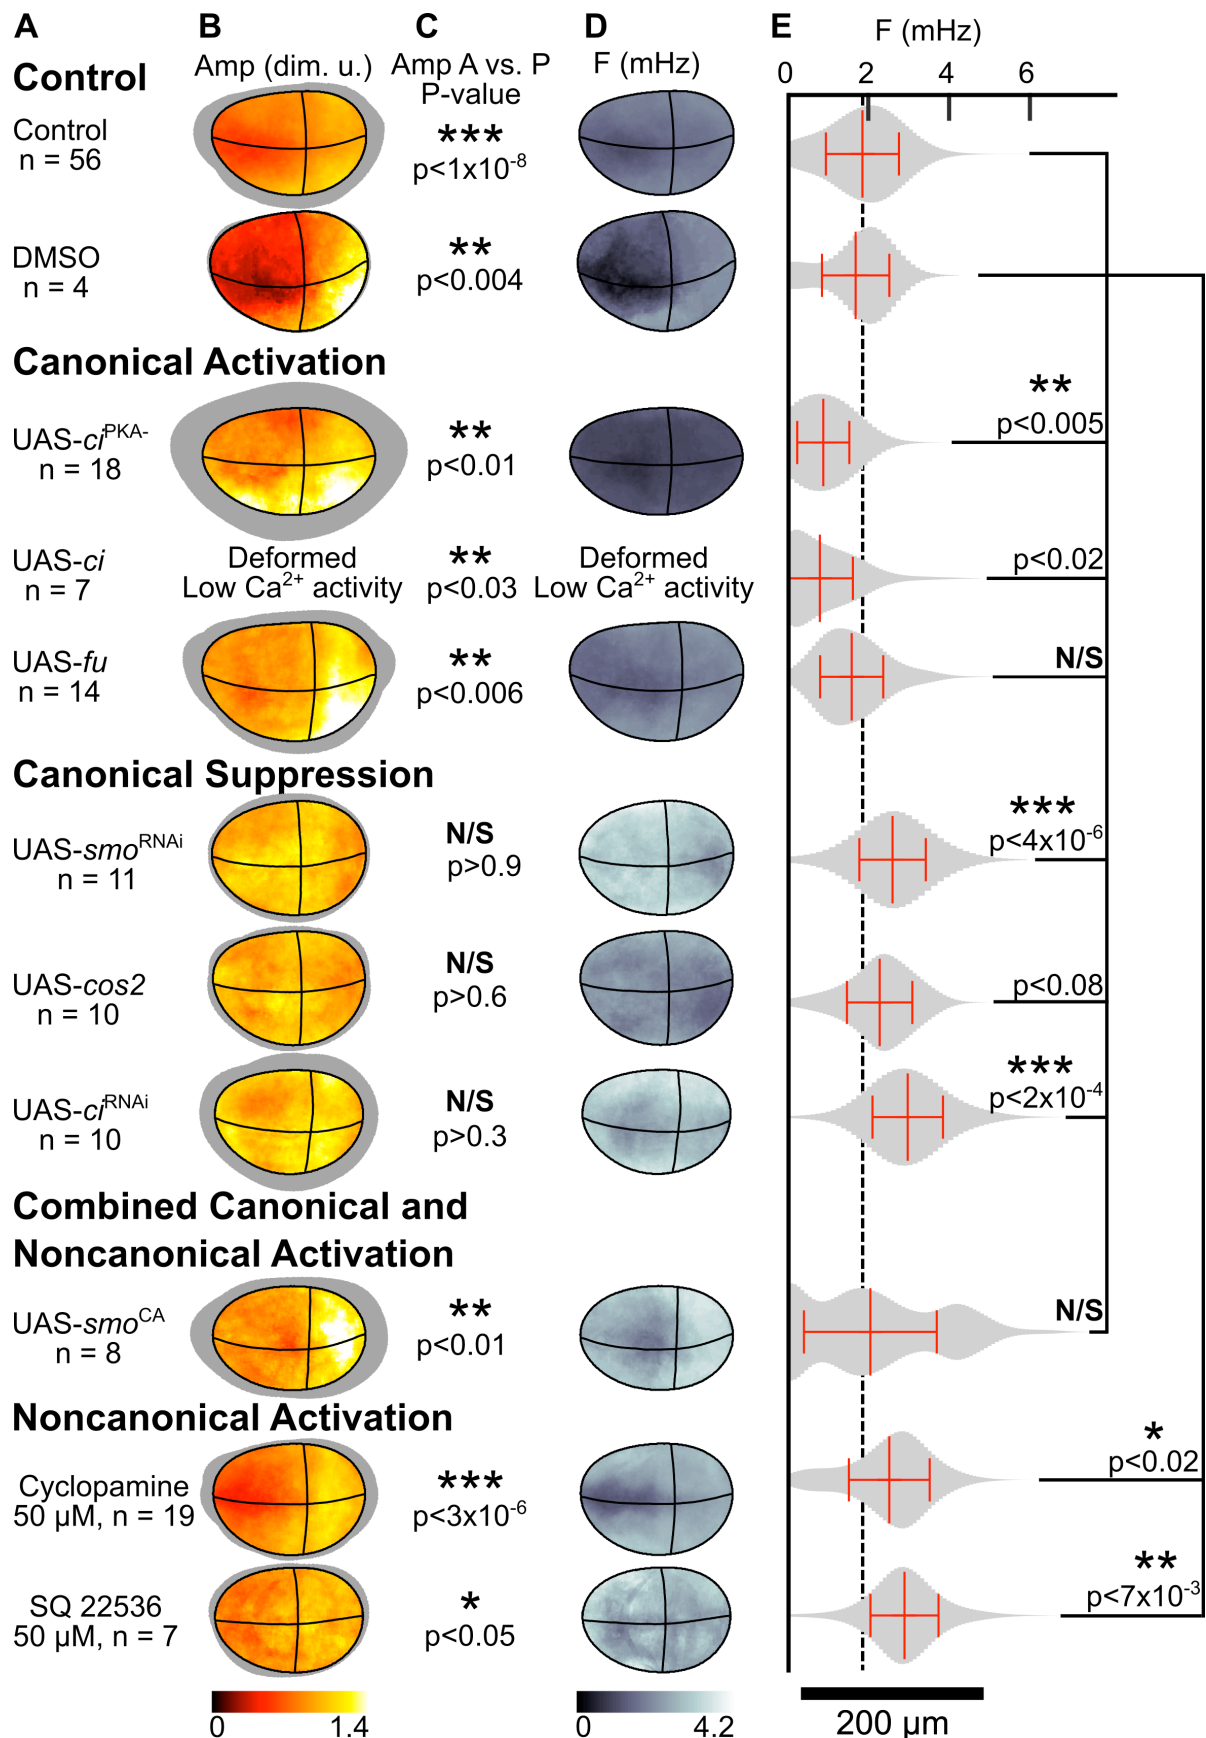 A B C D E
F (mHz)
Amp (dim. u.) Amp A vs. P F (mHz)
P-value
0 2 4 6
Control
Control
n = 56
***
p<1x10⁻⁸
DMSO
n = 4
**
p<0.004
Canonical Activation
UAS-ciᴾᴷᴬ⁻
n = 18
**
p<0.01
**
p<0.005
UAS-ci
n = 7
Deformed
Low Ca²⁺ activity
**
p<0.03
Deformed
Low Ca²⁺ activity
p<0.02
UAS-fu
n = 14
**
p<0.006
N/S
Canonical Suppression
UAS-smoᴿᴺᴬⁱ
n = 11
N/S
p>0.9
***
p<4x10⁻⁶
UAS-cos2
n = 10
N/S
p>0.6
p<0.08
UAS-ciᴿᴺᴬⁱ
n = 10
N/S
p>0.3
***
p<2x10⁻⁴
Combined Canonical and
Noncanonical Activation
UAS-smoCA
n = 8
**
p<0.01
N/S
Noncanonical Activation
Cyclopamine
50 µM, n = 19
***
p<3x10⁻⁶
*
p<0.02
SQ 22536
50 µM, n = 7
*
p<0.05
**
p<7x10⁻³
0 1.4
0 4.2
200 µm